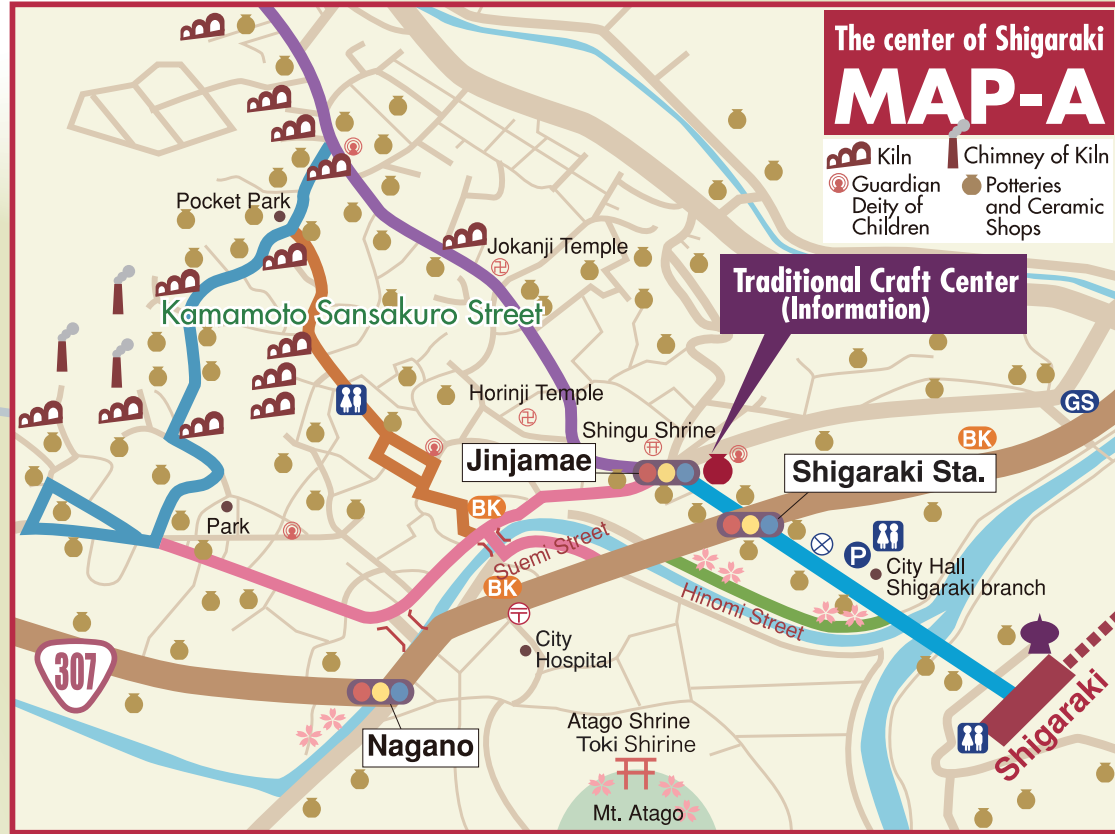 The center of Shigaraki
MAP-A
Kiln
Chimney of Kiln
Guardian
Deity of
Children
Potteries
and Ceramic
Shops
Pocket Park
Jokanji Temple
Traditional Craft Center
(Information)
Kamamoto Sansakuro Street
Horinji Temple
GS
Shingu Shrine
BK
Jinjamae
Shigaraki Sta.
Park
BK
Suemi Street
P
City Hall
Shigaraki branch
BK
Hinomi Street
〒
City
Hospital
307
Nagano
Atago Shrine
Toki Shirine
Mt. Atago
Shigaraki